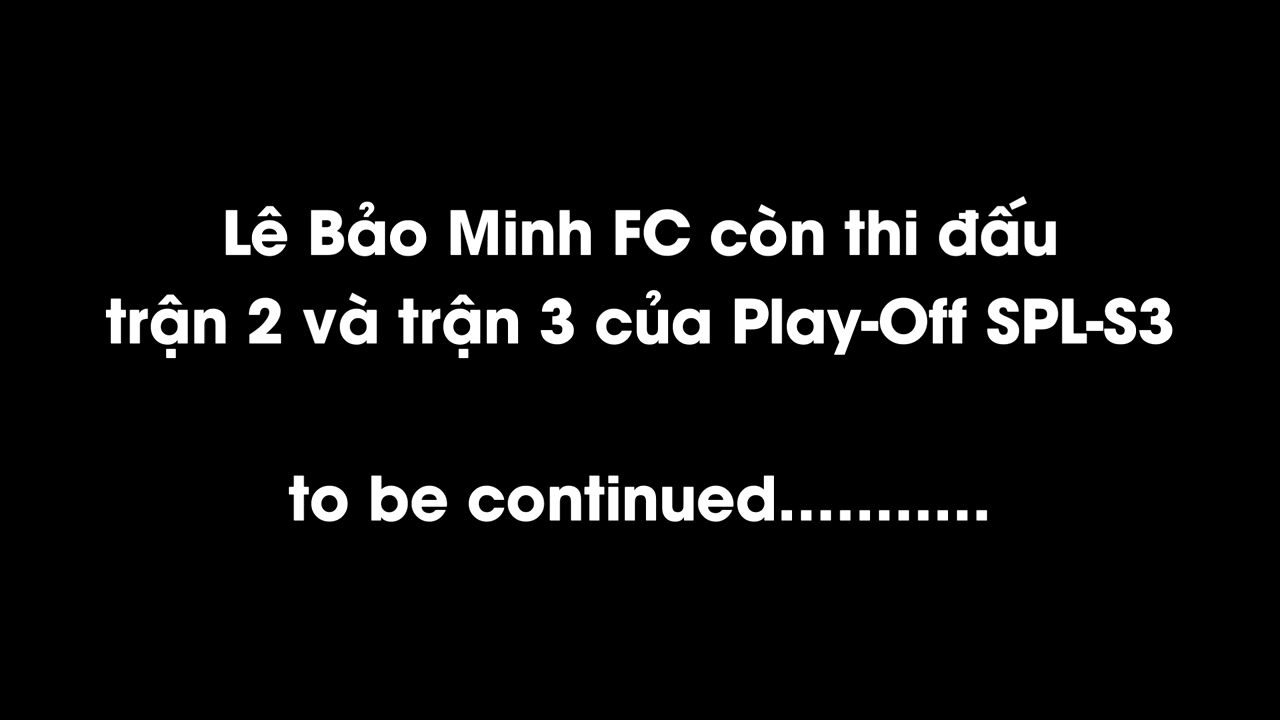 Lê Bảo Minh FC còn thi đấu
trận 2 và trận 3 của Play-Off SPL-S3
to be continued...........